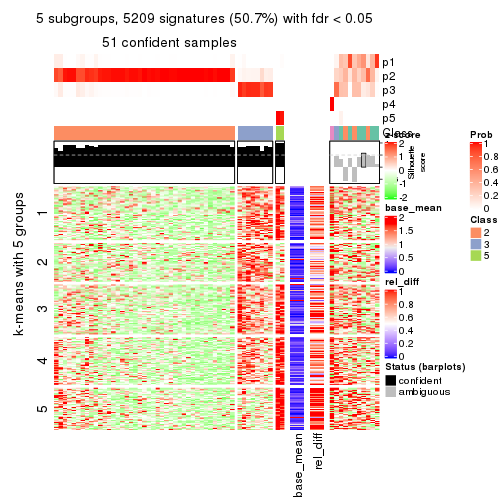 5 subgroups, 5209 signatures (50.7%) with fdr < 0.05
51 confident samples
p1
p2
p3
p4
p5
Class
z-score
2
1
0
-1
-2
Silhouette
score
Prob
1
0.8
0.6
0.4
0.2
0
Class
2
3
5
base_mean
2
1.5
1
0.5
0
rel_diff
1
0.8
0.6
0.4
0.2
0
Status (barplots)
confident
ambiguous
k-means with 5 groups
1
2
3
4
5
base_mean
rel_diff